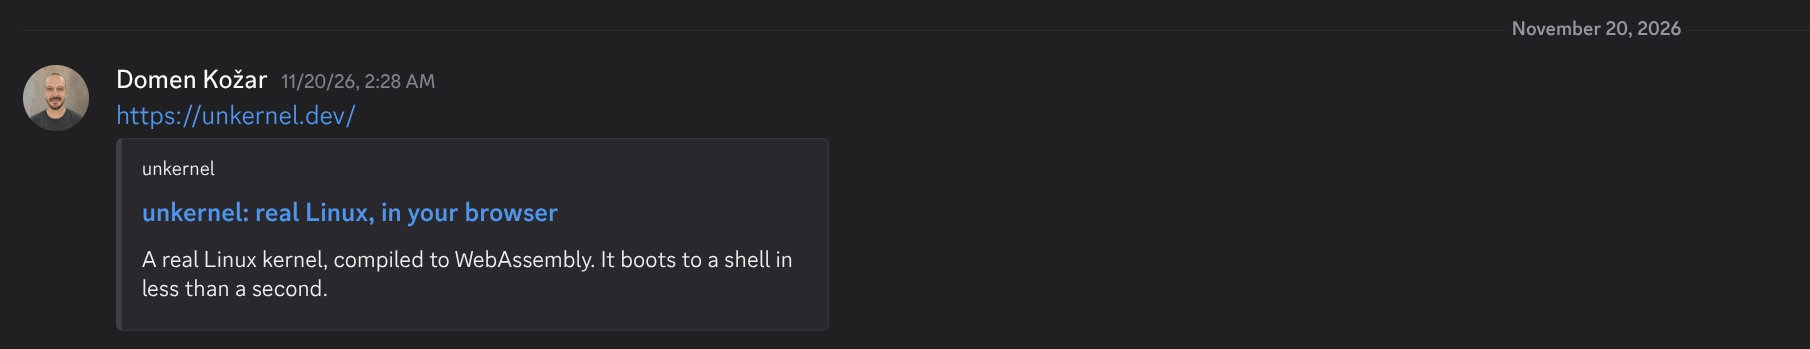 November 20, 2026
Domen Kožar 11/20/26, 2:28 AM
https://unkernel.dev/
unkernel
unkernel: real Linux, in your browser
A real Linux kernel, compiled to WebAssembly. It boots to a shell in
less than a second.